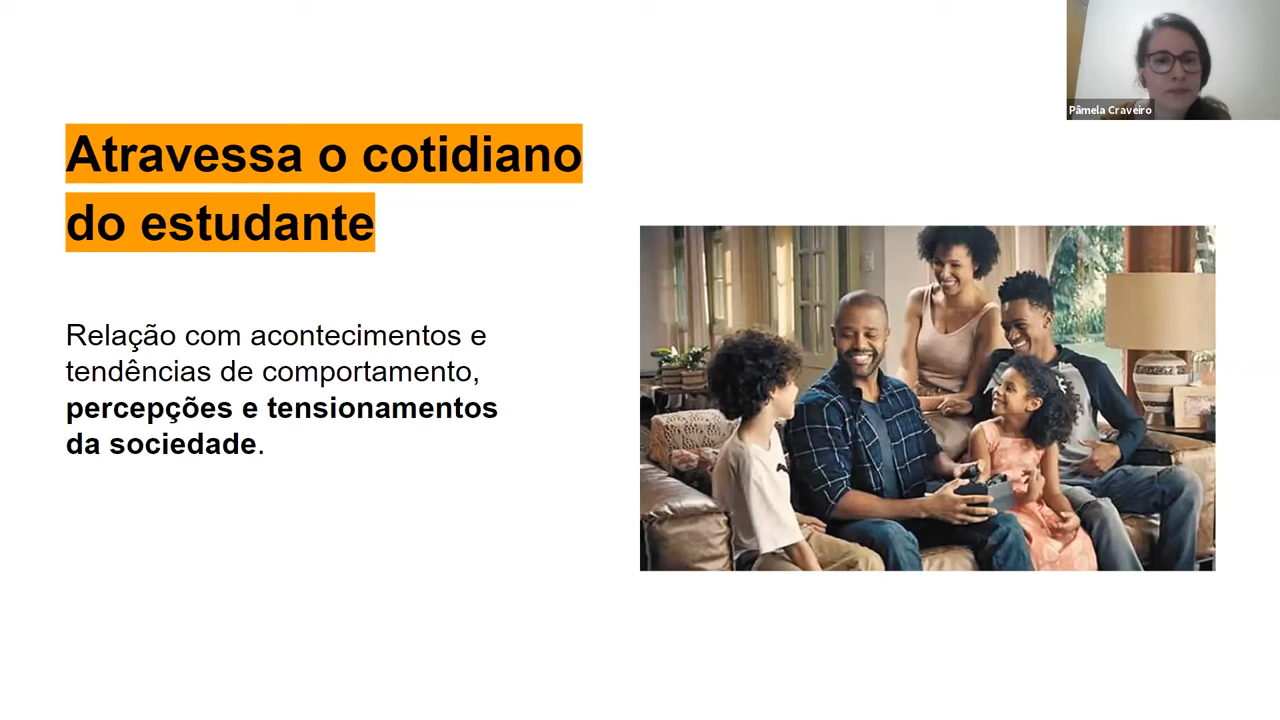 Pâmela Craveiro
Atravessa o cotidiano
do estudante
Relação com acontecimentos e
tendências de comportamento,
percepções e tensionamentos
da sociedade.